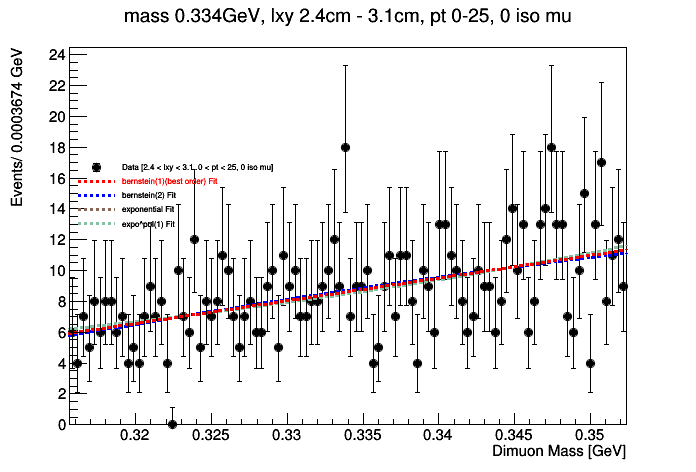 mass 0.334GeV, lxy 2.4cm - 3.1cm, pt 0-25, 0 iso mu
Events/ 0.0003674 GeV
24
22
20
18
16
14
12
10
8
6
4
2
0
Data [2.4 < lxy < 3.1, 0 < pt < 25, 0 iso mu]
bernstein(1)(best order) Fit
bernstein(2) Fit
exponential Fit
expo*pol(1) Fit
0.32 0.325 0.33 0.335 0.34 0.345 0.35
Dimuon Mass [GeV]